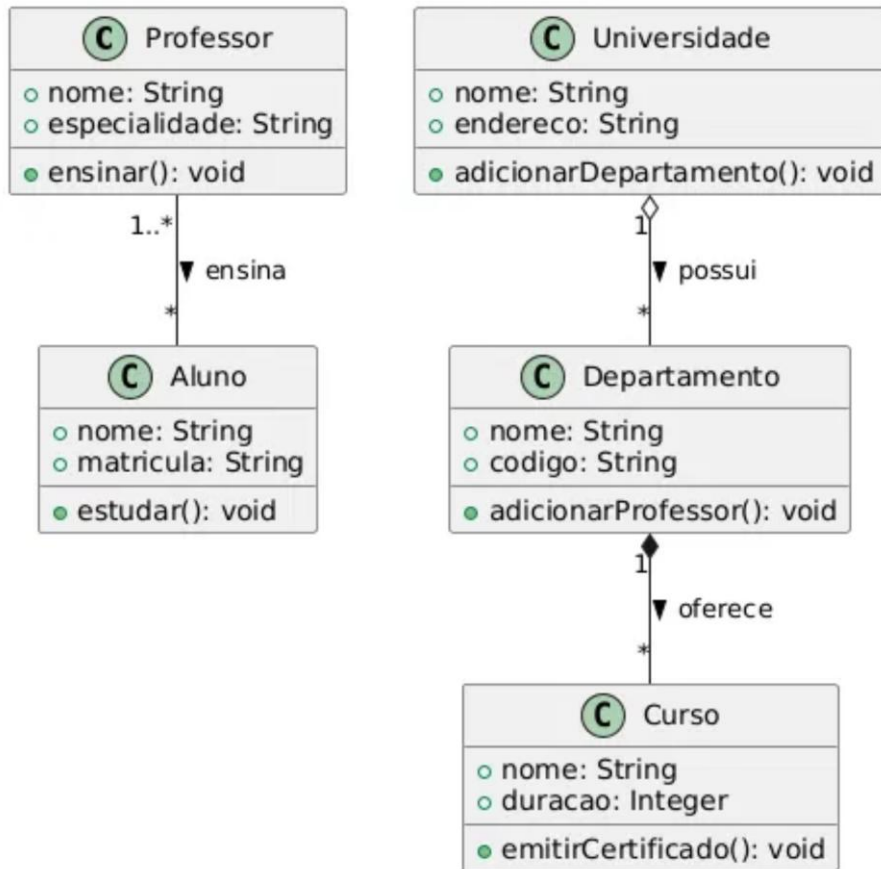 C Professor
nome: String
especialidade: String
ensinar(): void
1..*
ensina
*
C Aluno
nome: String
matricula: String
estudar(): void
C Universidade
nome: String
endereco: String
adicionarDepartamento(): void
1
possui
*
C Departamento
nome: String
codigo: String
adicionarProfessor(): void
1
oferece
*
C Curso
nome: String
duracao: Integer
emitirCertificado(): void